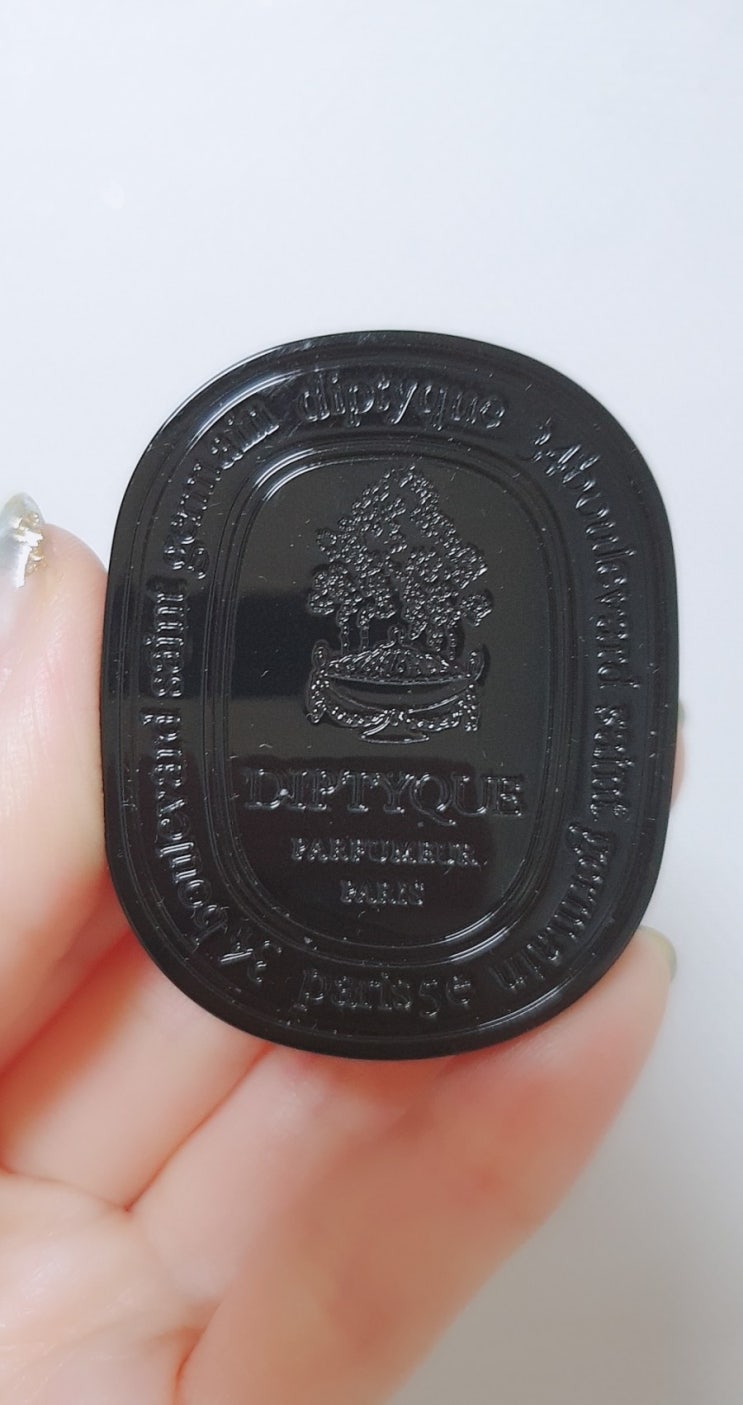 diptyque 34 boulevard saint germain paris 5e 34 boulevard saint germain
DIPTYQUE
PARFUMEUR
PARIS